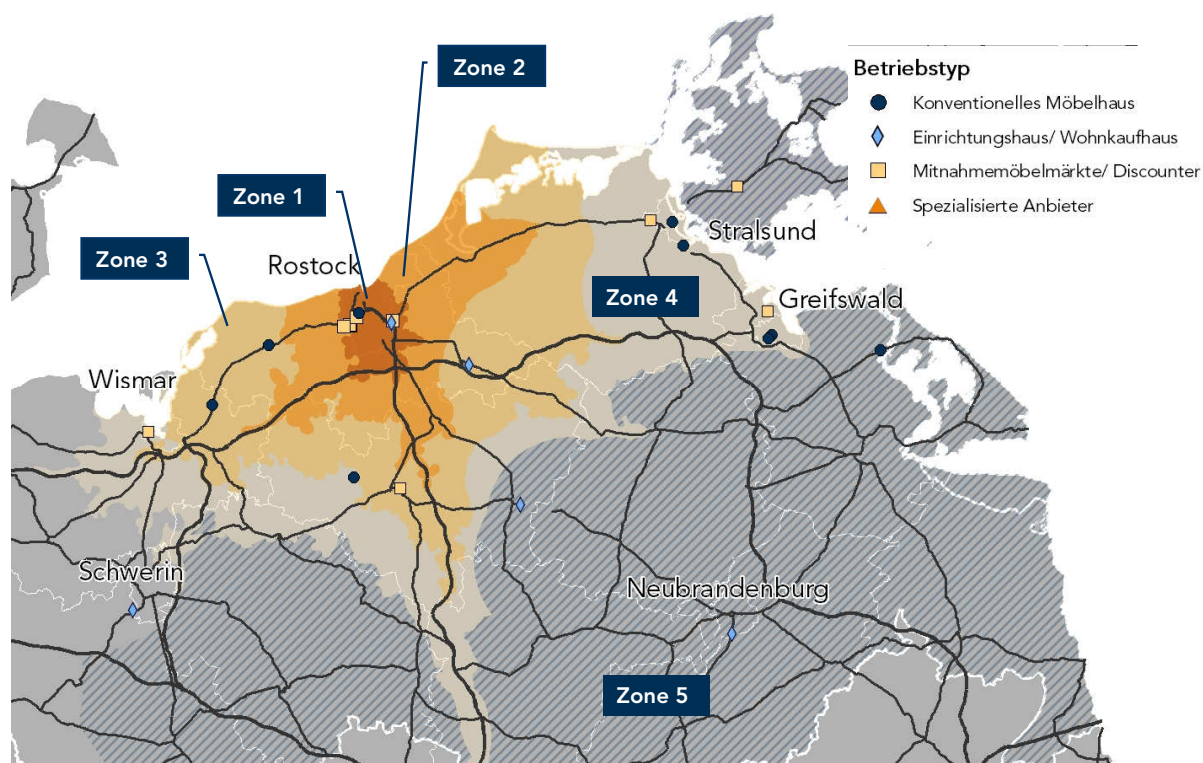 Zone 2
Betriebstyp
Konventionelles Möbelhaus
Einrichtungshaus/ Wohnkaufhaus
Mitnahmemöbelmärkte/ Discounter
Spezialisierte Anbieter
Zone 1
Stralsund
Zone 3
Rostock
Zone 4
Greifswald
Wismar
Schwerin
Neubrandenburg
Zone 5